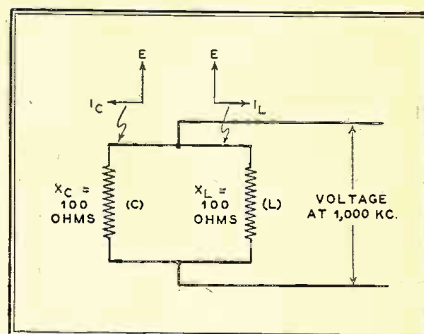 E
E
I_C
I_L
X_C =
100
OHMS
(C)
X_L =
100
OHMS
(L)
VOLTAGE
AT 1,000 KC.